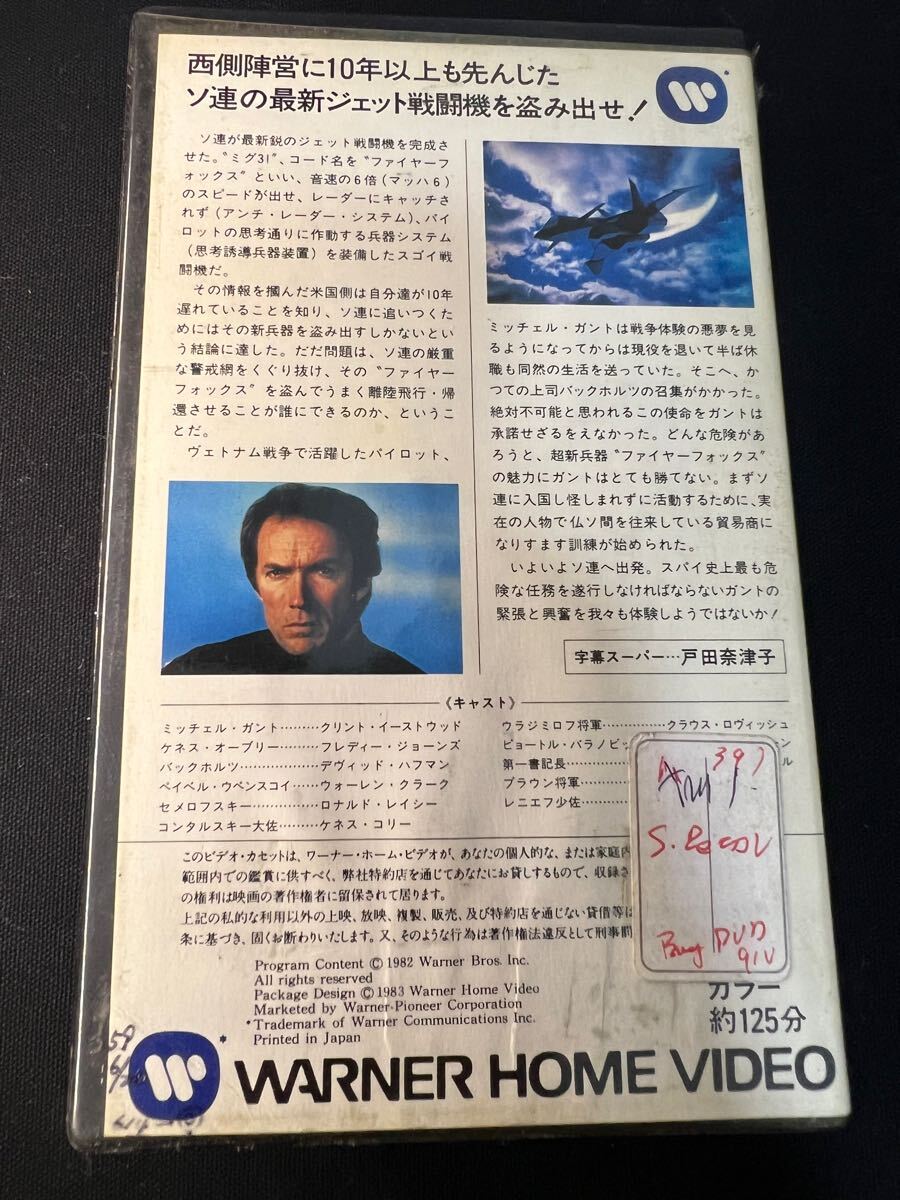 西側陣営に10年以上も先んじた
ソ連の最新ジェット戦闘機を盗み出せ!
ソ連が最新鋭のジェット戦闘機を完成さ
せた。〝ミグ31〟、コード名を〝ファイヤーフ
ォックス〟といい、音速の6倍(マッハ6)
のスピードが出せ、レーダーにキャッチさ
れず(アンチ・レーダー・システム)、パイ
ロットの思考通りに作動する兵器システム
(思考誘導兵器装置)を装備したスゴイ戦
闘機だ。
その情報を摑んだ米国側は自分達が10年
遅れていることを知り、ソ連に追いつくた
めにはその新兵器を盗み出すしかないとい
う結論に達した。だだ問題は、ソ連の厳重
な警戒網をくぐり抜け、その〝ファイヤー
フォックス〟を盗んでうまく離陸飛行・帰
還させることが誰にできるのか、というこ
とだ。
ヴェトナム戦争で活躍したパイロット、
ミッチェル・ガントは戦争体験の悪夢を見
るようになってからは現役を退いて半ば休
職も同然の生活を送っていた。そこへ、か
つての上司バックホルツの召集がかかった。
絶対不可能と思われるこの使命をガントは
承諾せざるをえなかった。どんな危険があ
ろうと、超新兵器〝ファイヤーフォックス〟
の魅力にガントはとても勝てない。まずソ
連に入国し怪しまれずに活動するために、実
在の人物で仏ソ間を往来している貿易商に
なりすます訓練が始められた。
いよいよソ連へ出発。スパイ史上最も危
険な任務を遂行しなければならないガントの
緊張と興奮を我々も体験しようではないか!
字幕スーパー…戸田奈津子
《キャスト》
ミッチェル・ガント………クリント・イーストウッド
ケネス・オーブリー………フレディー・ジョーンズ
バックホルツ………………デヴィッド・ハフマン
ペイベル・ウペンスコイ……ウォーレン・クラーク
セメロフスキー……………ロナルド・レイシー
コンタルスキー大佐………ケネス・コリー
ウラジミロフ将軍……………クラウス・ロヴィッシュ
ピョートル・バラノビッ
ン
第一書記長
ル
ブラウン将軍
レニエフ少佐
397
S.
Buy DVD
91V
このビデオ・カセットは、ワーナー・ホーム・ビデオが、あなたの個人的な、または家庭内
範囲内での鑑賞に供すべく、弊社特約店を通じてあなたにお貸しするもので、収録さ
の権利は映画の著作権者に留保されて居ります。
上記の私的な利用以外の上映、放映、複製、販売、及び特約店を通じない貸借等は
条に基づき、固くお断わりいたします。又、そのような行為は著作権法違反として刑事
Program Content © 1982 Warner Bros. Inc.
All rights reserved
Package Design © 1983 Warner Home Video
Marketed by Warner-Pioneer Corporation
*Trademark of Warner Communications Inc.
Printed in Japan
カラー
約125分
WARNER HOME VIDEO